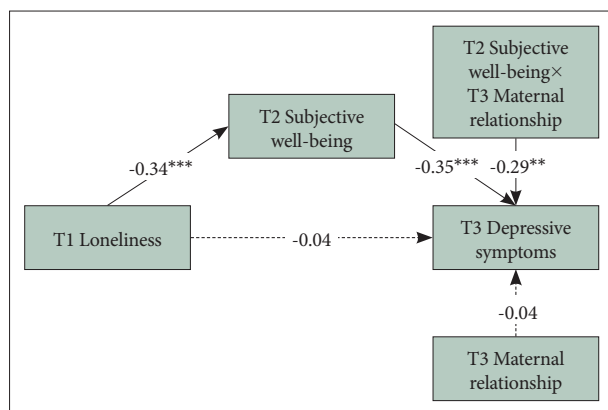 T2 Subjective
well-being×
T3 Maternal
relationship
T2 Subjective
well-being
-0.34***
-0.35***
-0.29**
T1 Loneliness
-0.04
T3 Depressive
symptoms
-0.04
T3 Maternal
relationship